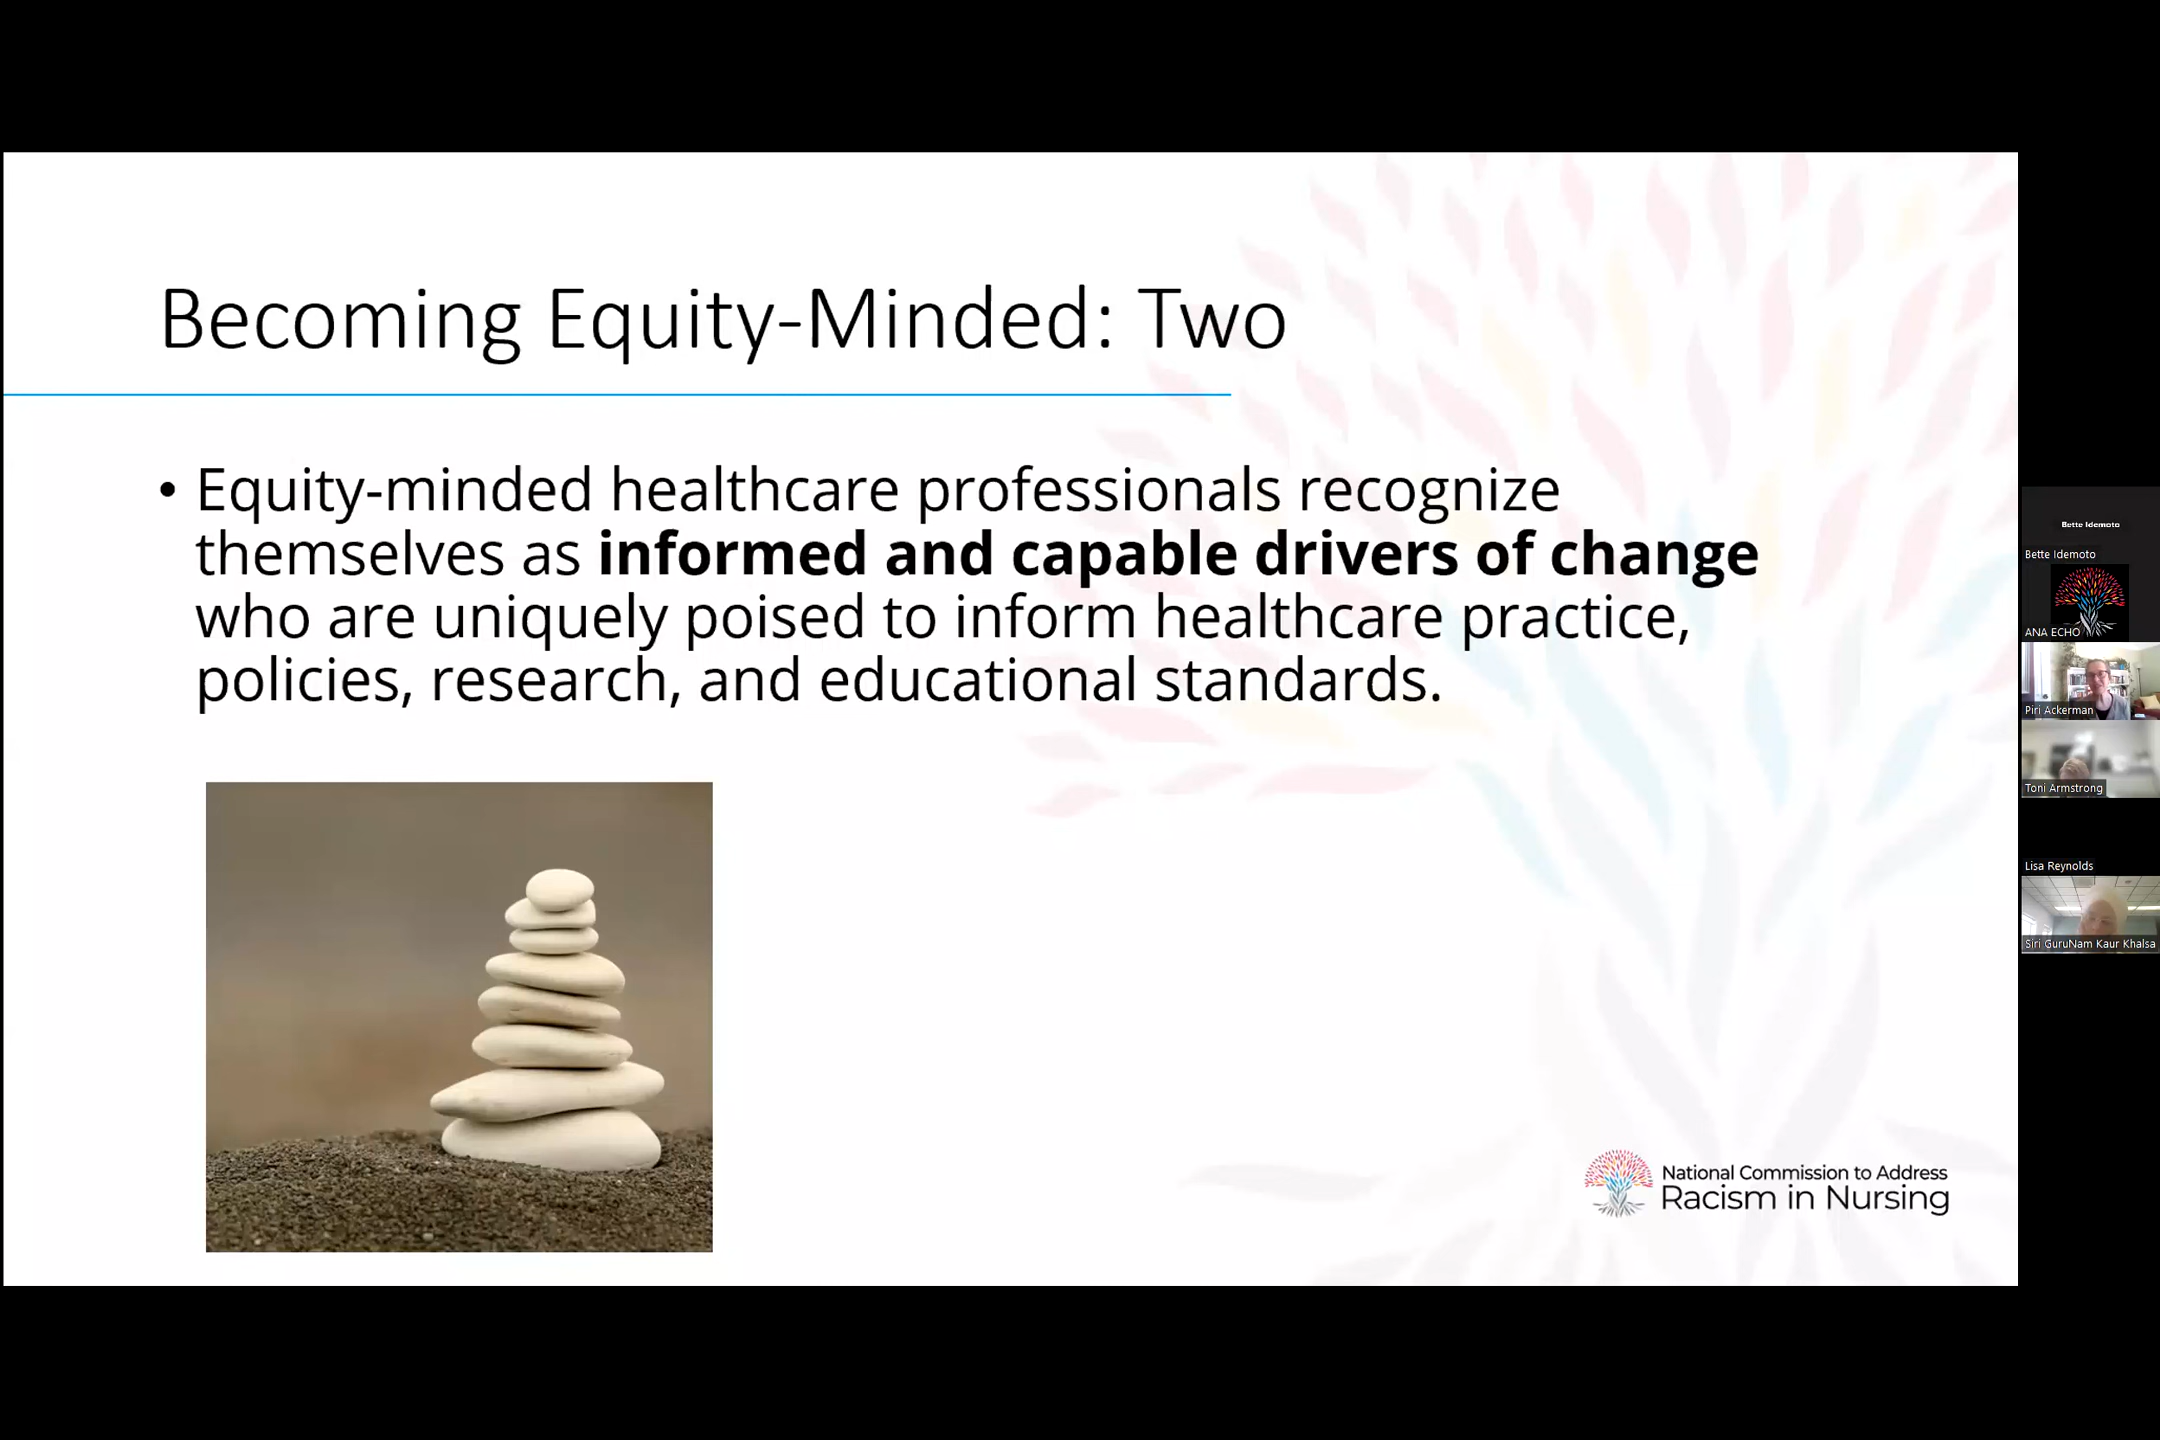 Becoming Equity-Minded: Two
• Equity-minded healthcare professionals recognize
themselves as informed and capable drivers of change
who are uniquely poised to inform healthcare practice,
policies, research, and educational standards.
National Commission to Address
Racism in Nursing
Bette Idemoto
Bette Idemoto
ANA ECHO
Piri Ackerman
Toni Armstrong
Lisa Reynolds
Siri GuruNam Kaur Khalsa